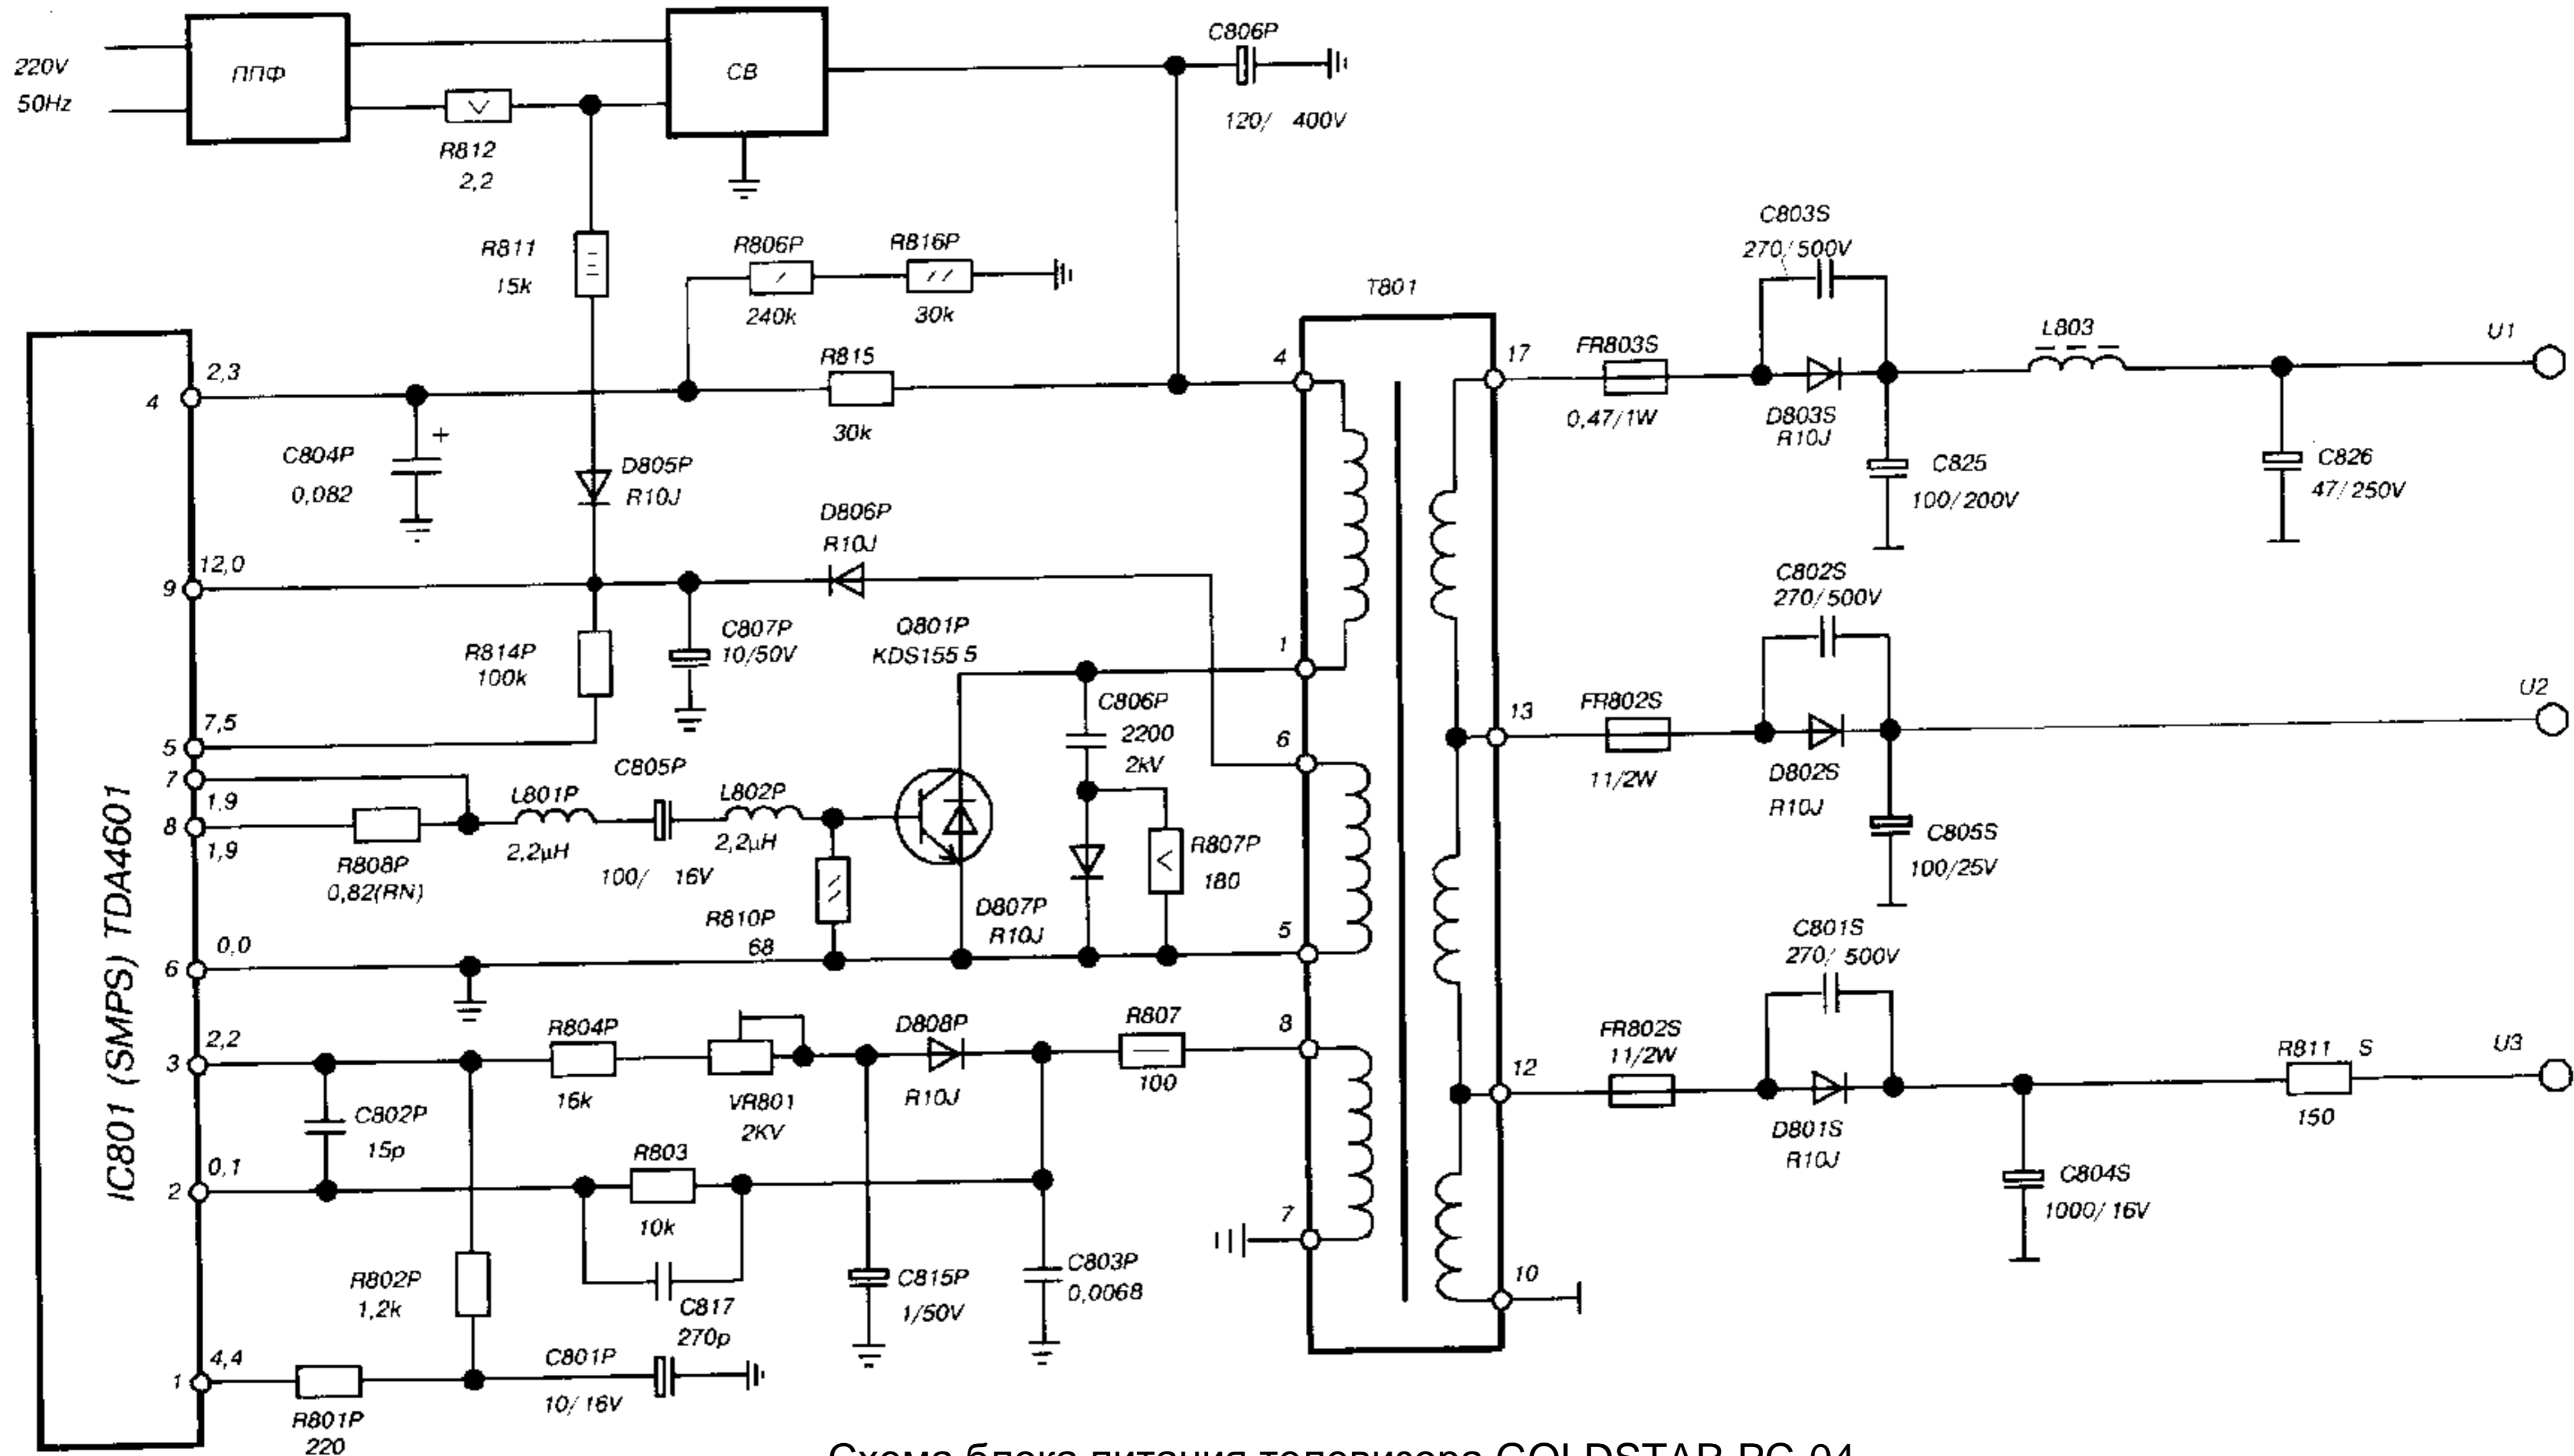 220V
50Hz
ППФ
СВ
R812
2,2
C806P
120/ 400V
R811
15k
R806P
240k
R816P
30k
R815
30k
T801
C803S
270/500V
FR803S
0,47/1W
D803S
R10J
L803
U1
C825
100/200V
C826
47/250V
4
2,3
C804P
+
0,082
D805P
R10J
D806P
R10J
9
12,0
R814P
100k
C807P
10/50V
Q801P
KDS155 5
4
1
6
5
8
7
17
13
12
10
C802S
270/500V
FR802S
11/2W
D802S
R10J
U2
C805S
100/25V
5
7,5
7
1,9
8
1,9
R808P
0,82(RN)
L801P
2,2µH
C805P
100/ 16V
L802P
2,2µH
R810P
68
C806P
2200
2kV
D807P
R10J
R807P
180
6
0,0
IC801 (SMPS) TDA4601
3
2,2
R804P
16k
VR801
2KV
D808P
R10J
R807
100
C801S
270/ 500V
FR802S
11/2W
D801S
R10J
R811 S
150
U3
C804S
1000/16V
C802P
15p
2
0,1
R803
10k
C817
270p
R802P
1,2k
C815P
1/50V
C803P
0,0068
1
4,4
R801P
220
C801P
10/16V
Схема блока питания телевизора GOLDSTAR PC-04